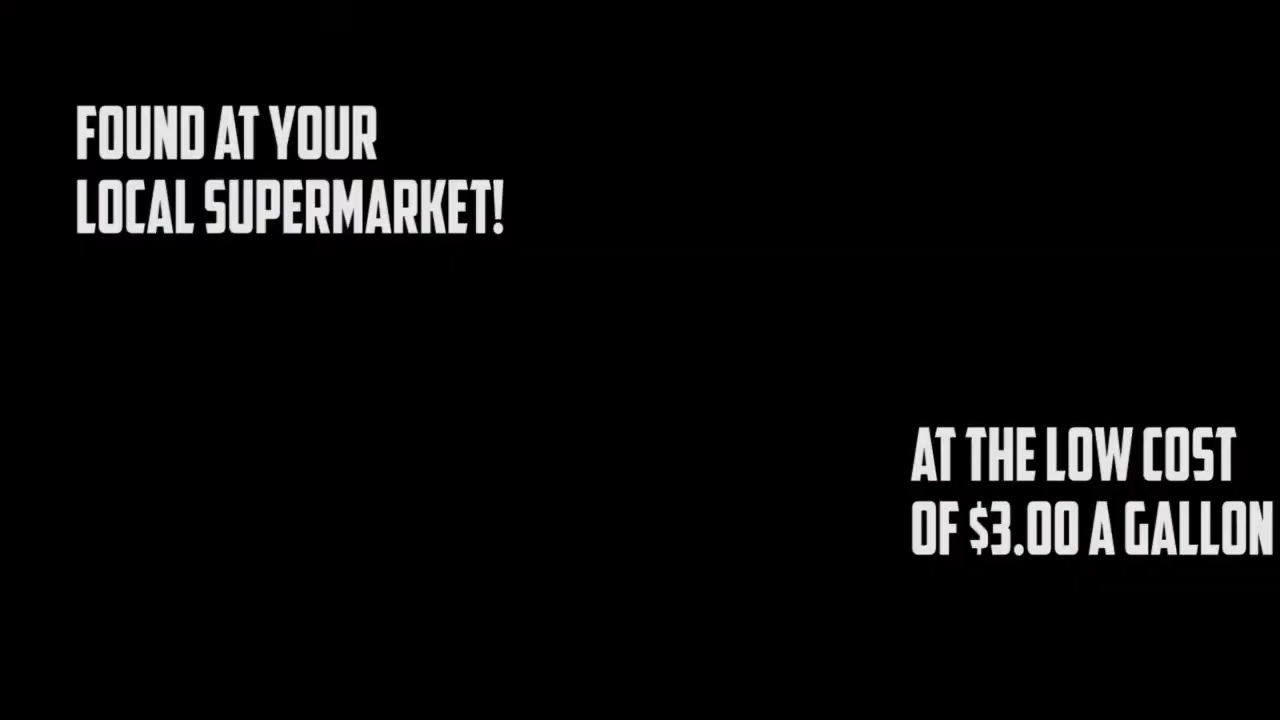 FOUND AT YOUR
LOCAL SUPERMARKET!
AT THE LOW COST
OF $3.00 A GALLON